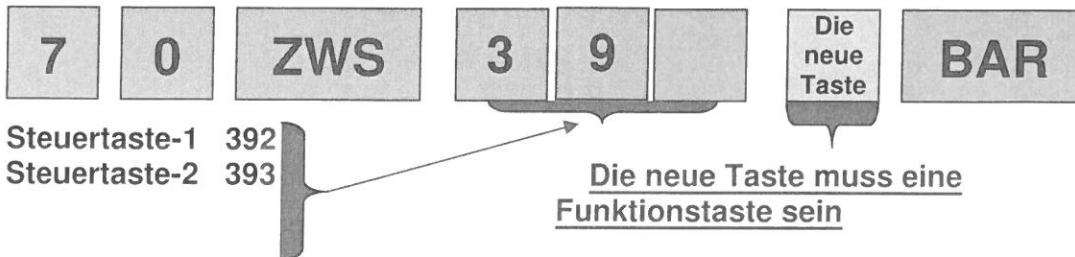 7 0 ZWS 3 9 Die neue Taste BAR
Steuertaste-1 392
Steuertaste-2 393
Die neue Taste muss eine
Funktionstaste sein